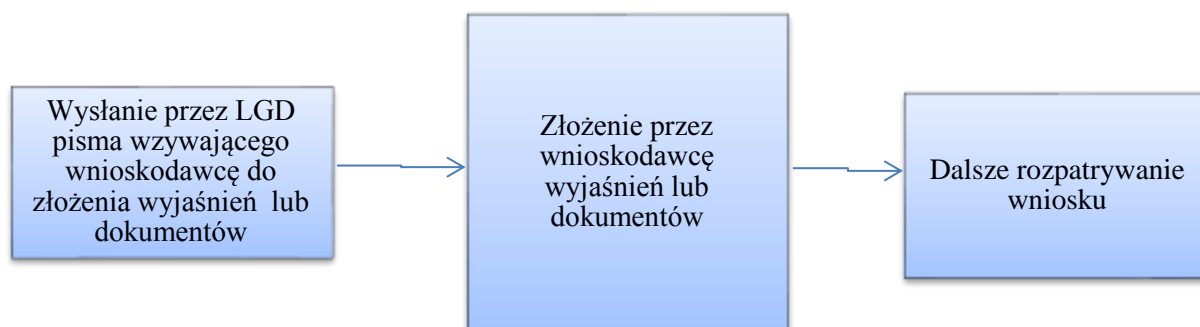 Wysłanie przez LGD
pisma wzywającego
wnioskodawcę do
złożenia wyjaśnień lub
dokumentów
Złożenie przez
wnioskodawcę
wyjaśnień lub
dokumentów
Dalsze rozpatrywanie
wniosku